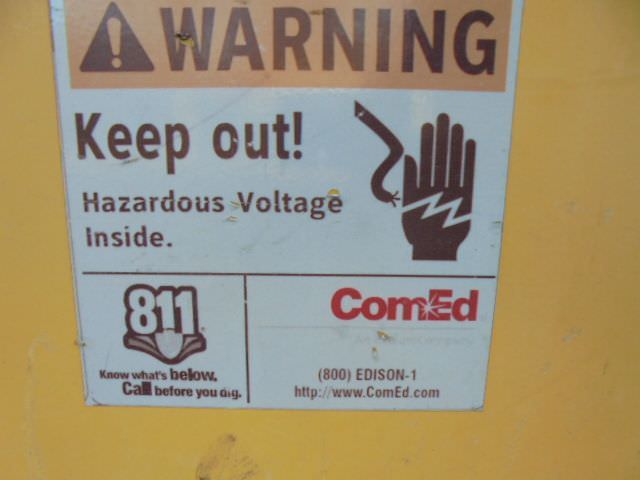 WARNING
Keep out!
Hazardous Voltage
Inside.
811
Know what's below.
Call before you dig.
ComEd
(800) EDISON-1
http://www.ComEd.com